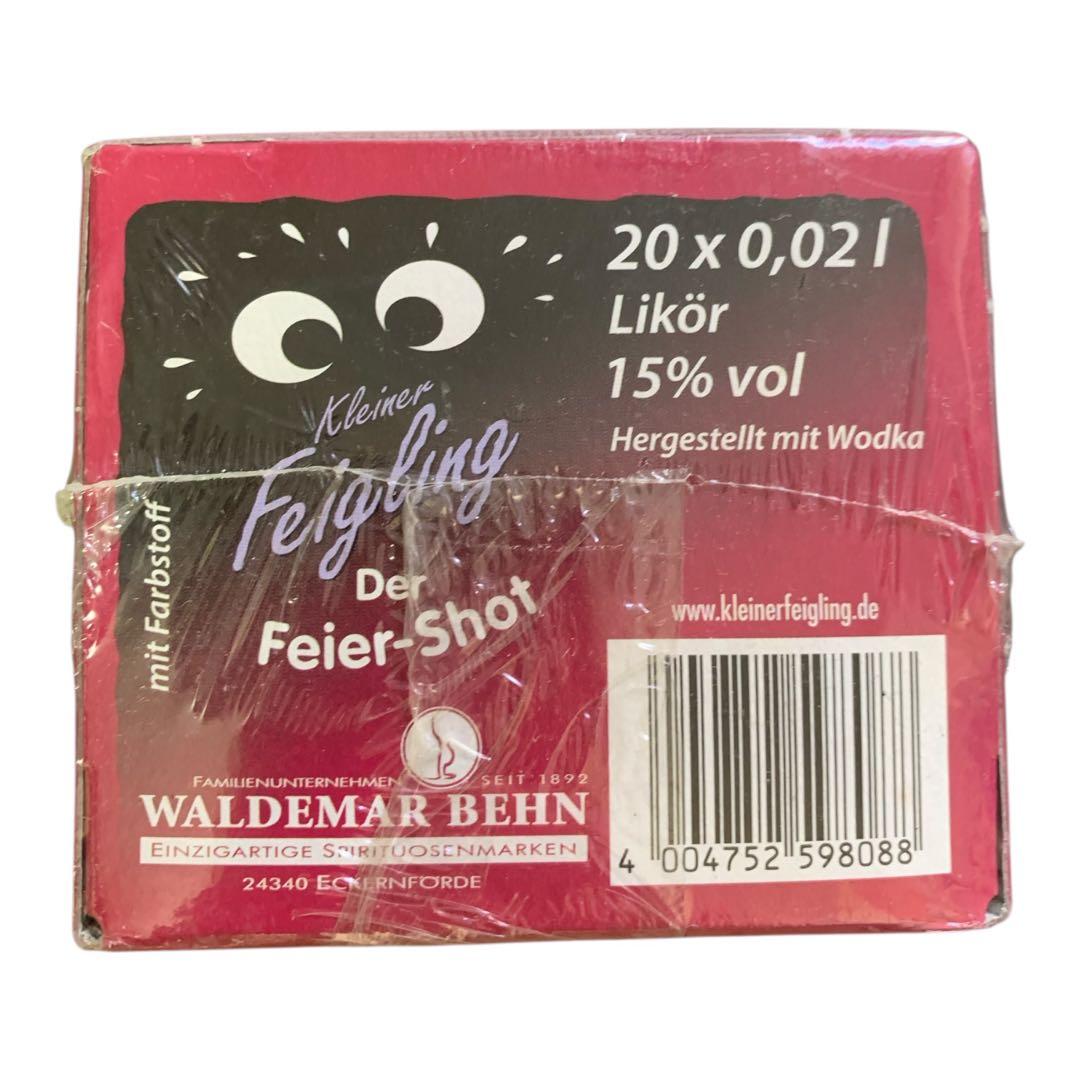 20 x 0,02 l
Likör
15% vol
Hergestellt mit Wodka
Kleiner
Feigling
Der
Feier-Shot
mit Farbstoff
www.kleinerfeigling.de
FAMILIENUNTERNEHMEN SEIT 1892
WALDEMAR BEHN
EINZIGARTIGE SPIRITUOSENMARKEN
24340 ECKERNFÖRDE
4 004752 598088